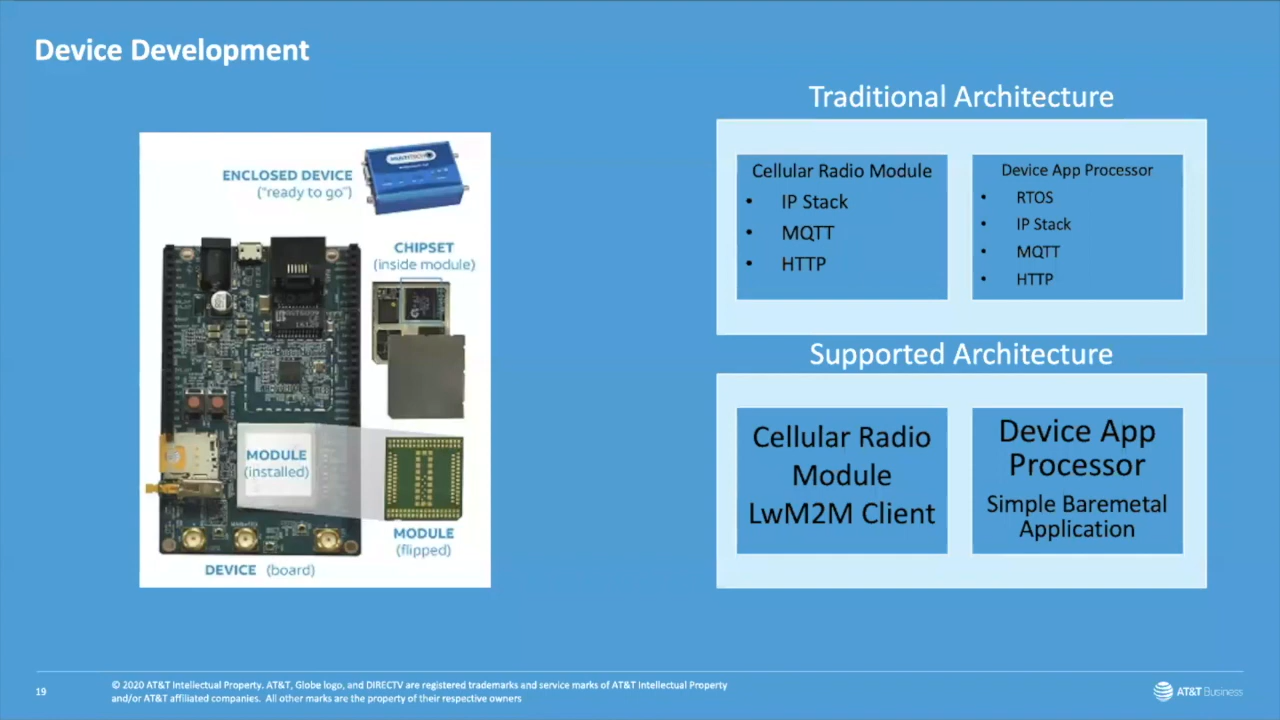 Device Development
ENCLOSED DEVICE
("ready to go")
CHIPSET
(inside module)
MODULE
(installed)
MODULE
(flipped)
DEVICE (board)
Traditional Architecture
Cellular Radio Module
• IP Stack
• MQTT
• HTTP
Device App Processor
• RTOS
• IP Stack
• MQTT
• HTTP
Supported Architecture
Cellular Radio
Module
LwM2M Client
Device App
Processor
Simple Baremetal
Application
19
© 2020 AT&T Intellectual Property. AT&T, Globe logo, and DIRECTV are registered trademarks and service marks of AT&T Intellectual Property
and/or AT&T affiliated companies. All other marks are the property of their respective owners
AT&T Business